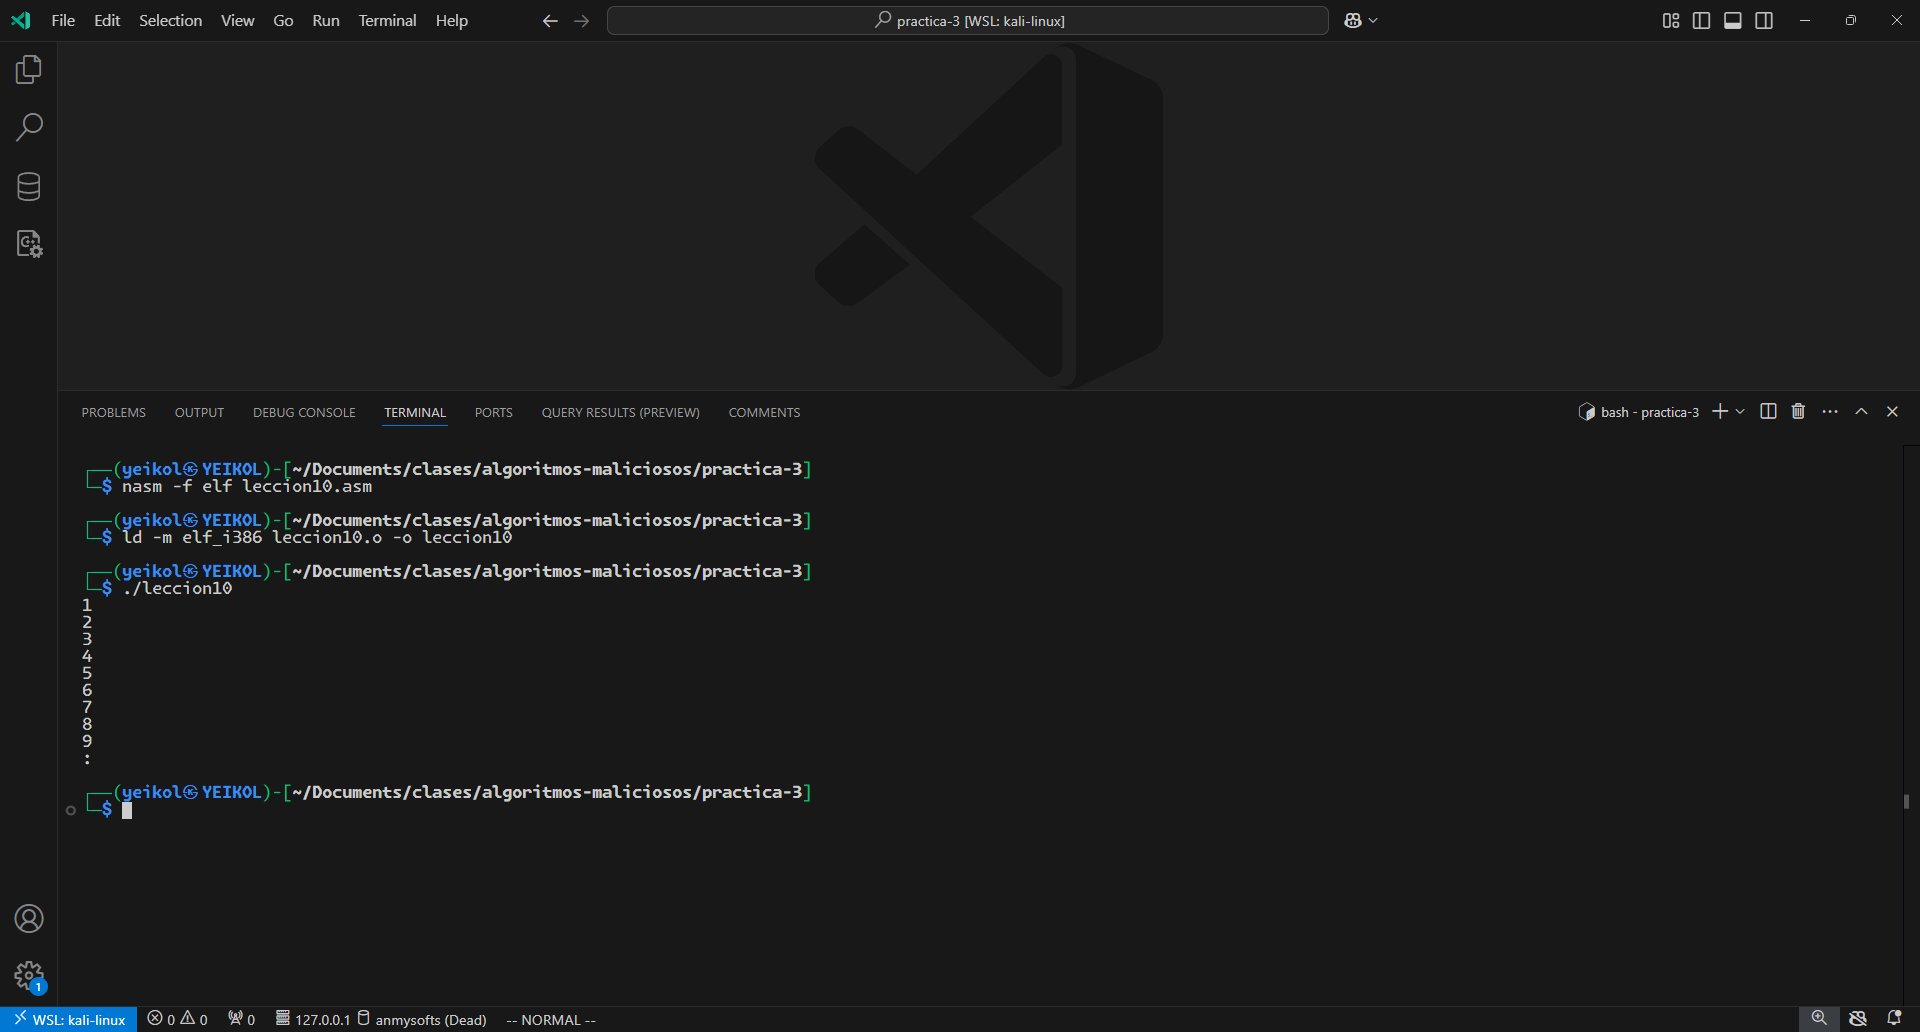 File Edit Selection View Go Run Terminal Help practica-3 [WSL: kali-linux]
PROBLEMS OUTPUT DEBUG CONSOLE TERMINAL PORTS QUERY RESULTS (PREVIEW) COMMENTS bash - practica-3
┌──(yeikol㉿YEIKOL)-[~/Documents/clases/algoritmos-maliciosos/practica-3]
└─$ nasm -f elf leccion10.asm
┌──(yeikol㉿YEIKOL)-[~/Documents/clases/algoritmos-maliciosos/practica-3]
└─$ ld -m elf_i386 leccion10.o -o leccion10
┌──(yeikol㉿YEIKOL)-[~/Documents/clases/algoritmos-maliciosos/practica-3]
└─$ ./leccion10
1
2
3
4
5
6
7
8
9
:
┌──(yeikol㉿YEIKOL)-[~/Documents/clases/algoritmos-maliciosos/practica-3]
└─$
1
WSL: kali-linux 0 0 0 127.0.0.1 anmysofts (Dead) -- NORMAL --